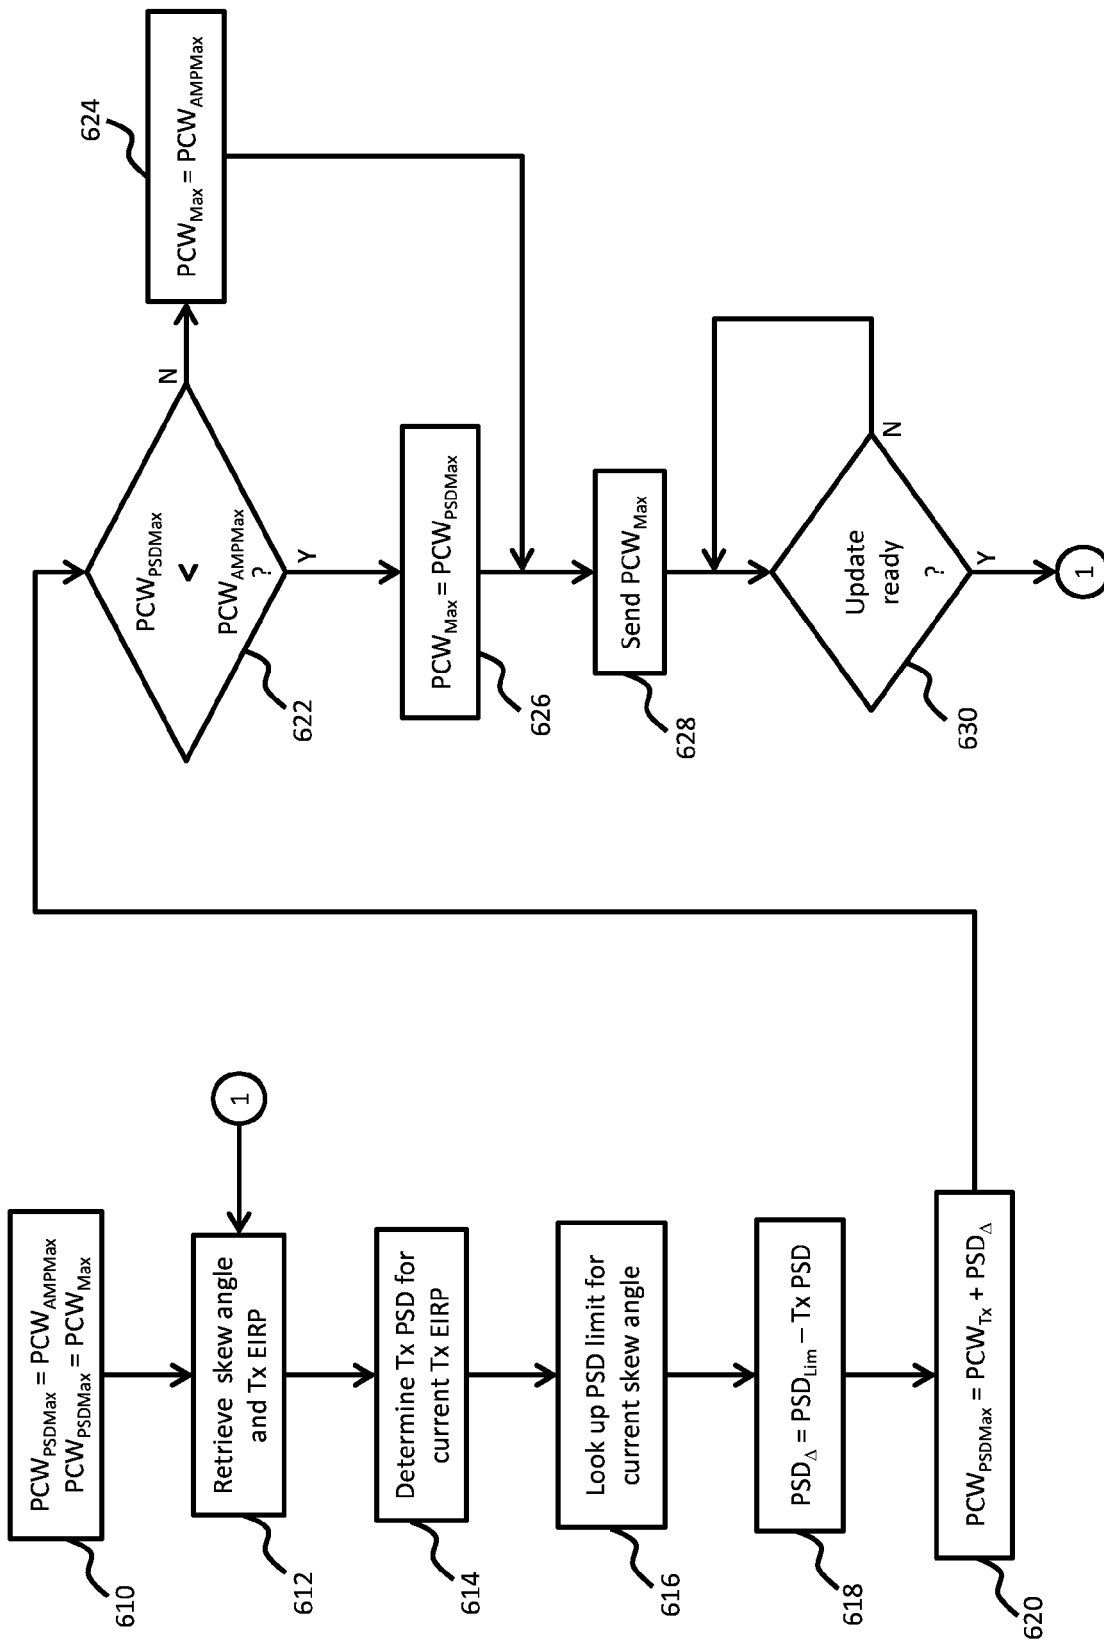 PCW_PSDMax = PCW_AMPMax
PCW_PSDMax = PCW_Max
610
Retrieve skew angle
and Tx EIRP
612
1
Determine Tx PSD for
current Tx EIRP
614
Look up PSD limit for
current skew angle
616
PSD_Δ = PSD_Lim – Tx PSD
618
PCW_PSDMax = PCW_Tx + PSD_Δ
620
PCW_PSDMax
<
PCW_AMPMax
?
622
N
Y
PCW_Max = PCW_AMPMax
624
PCW_Max = PCW_PSDMax
626
Send PCW_Max
628
Update
ready
?
630
N
Y
1